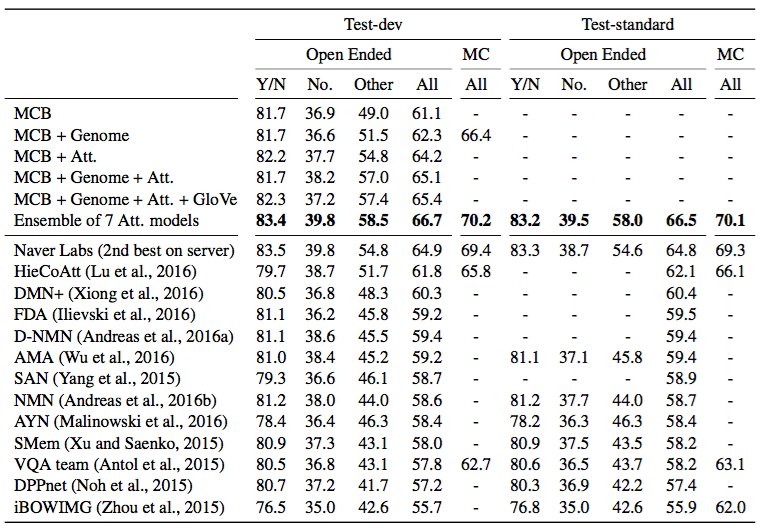 Test-dev Test-standard
Open Ended MC Open Ended MC
Y/N No. Other All All Y/N No. Other All All
MCB 81.7 36.9 49.0 61.1 - - - - - -
MCB + Genome 81.7 36.6 51.5 62.3 66.4 - - - - -
MCB + Att. 82.2 37.7 54.8 64.2 - - - - -
MCB + Genome + Att. 81.7 38.2 57.0 65.1 - - - - -
MCB + Genome + Att. + GloVe 82.3 37.2 57.4 65.4 - - - - -
Ensemble of 7 Att. models 83.4 39.8 58.5 66.7 70.2 83.2 39.5 58.0 66.5 70.1
Naver Labs (2nd best on server) 83.5 39.8 54.8 64.9 69.4 83.3 38.7 54.6 64.8 69.3
HieCoAtt (Lu et al., 2016) 79.7 38.7 51.7 61.8 65.8 - - - 62.1 66.1
DMN+ (Xiong et al., 2016) 80.5 36.8 48.3 60.3 - - - 60.4 -
FDA (Ilievski et al., 2016) 81.1 36.2 45.8 59.2 - - - 59.5 -
D-NMN (Andreas et al., 2016a) 81.1 38.6 45.5 59.4 - - - 59.4 -
AMA (Wu et al., 2016) 81.0 38.4 45.2 59.2 - 81.1 37.1 45.8 59.4 -
SAN (Yang et al., 2015) 79.3 36.6 46.1 58.7 - - - - 58.9 -
NMN (Andreas et al., 2016b) 81.2 38.0 44.0 58.6 - 81.2 37.7 44.0 58.7 -
AYN (Malinowski et al., 2016) 78.4 36.4 46.3 58.4 - 78.2 36.3 46.3 58.4 -
SMem (Xu and Saenko, 2015) 80.9 37.3 43.1 58.0 - 80.9 37.5 43.5 58.2 -
VQA team (Antol et al., 2015) 80.5 36.8 43.1 57.8 62.7 80.6 36.5 43.7 58.2 63.1
DPPnet (Noh et al., 2015) 80.7 37.2 41.7 57.2 - 80.3 36.9 42.2 57.4 -
iBOWIMG (Zhou et al., 2015) 76.5 35.0 42.6 55.7 - 76.8 35.0 42.6 55.9 62.0